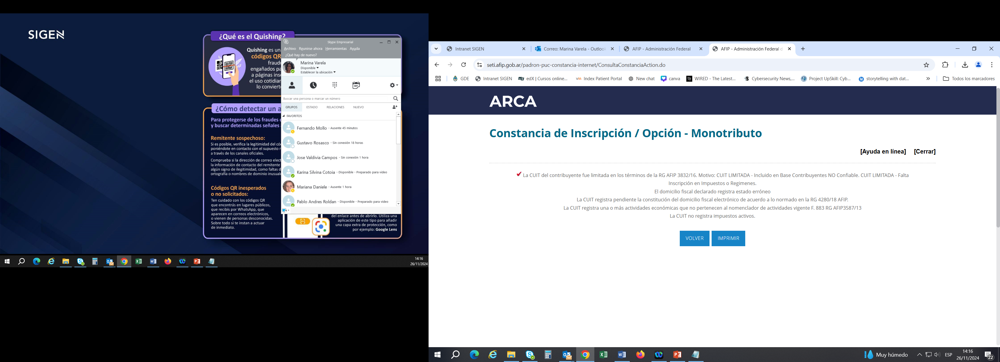 SIGEN
¿Qué es el Quishing?
Quishing es un
códigos QR
fraud
engañados pa
a páginas ins
el uso cotidiar
lo convierte
¿Cómo detectar un a
Para protegerse de los fraudes
y buscar determinadas señales
Remitente sospechoso:
Si es posible, verifica la legitimidad del có
poniéndote en contacto con el supuesto r
a través de los canales oficiales.
Comprueba si la dirección de correo elect
la información de contacto del remitente
algún signo de ilegitimidad, como faltas d
ortografía o nombres de dominio inusual
Códigos QR inesperados
o no solicitados:
Ten cuidado con los códigos QR
que encontrás en lugares públicos,
que recibís por WhatsApp, que
aparecen en correos electrónicos,
o vienen de personas desconocidas.
Sobre todo si te instan a actuar
de inmediato.
del enlace antes de abrirlo. Utiliza una
aplicación de este tipo para añadir
una capa extra de protección, como
por ejemplo: Google Lens
Skype Empresarial
Archivo Reunirse ahora Herramientas Ayuda
¿Qué hay de nuevo?
Marina Varela
Disponible
Establecer la ubicación
Buscar una persona o marcar un número
GRUPOS ESTADO RELACIONES NUEVO
FAVORITOS
Fernando Mollo - Ausente 45 minutos
Gustavo Rosasco - Sin conexión 18 horas
Jose Valdivia Campos - Sin conexión 1 hora
Karina Silvina Cotoia - Disponible - Preparado para video
Mariana Daniele - Ausente 1 hora
Pablo Andres Roldan - Disponible - Preparado para video
14:16
26/11/2024
Intranet SIGEN
Correo: Marina Varela - Outlook
AFIP - Administración Federal
AFIP - Administración Federal d
seti.afip.gob.ar/padron-puc-constancia-internet/ConsultaConstanciaAction.do
GDE Intranet SIGEN edX | Cursos online... Index Patient Portal New chat canva WIRED - The Latest... Cybersecurity News,... Project UpSkill: Cyb... storytelling with dat... » Todos los marcadores
ARCA
Constancia de Inscripción / Opción - Monotributo
[Ayuda en línea] [Cerrar]
La CUIT del contribuyente fue limitada en los términos de la RG AFIP 3832/16. Motivo: CUIT LIMITADA - Incluido en Base Contribuyentes NO Confiable. CUIT LIMITADA - Falta
Inscripción en Impuestos o Regimenes.
El domicilio fiscal declarado registra estado erróneo
La CUIT registra pendiente la constitución del domicilio fiscal electrónico de acuerdo a lo normado en la RG 4280/18 AFIP.
La CUIT registra una o más actividades económicas que no pertenecen al nomenclador de actividades vigente F. 883 RG AFIP3587/13
La CUIT no registra impuestos activos.
VOLVER IMPRIMIR
Muy húmedo
ESP
14:16
26/11/2024
22